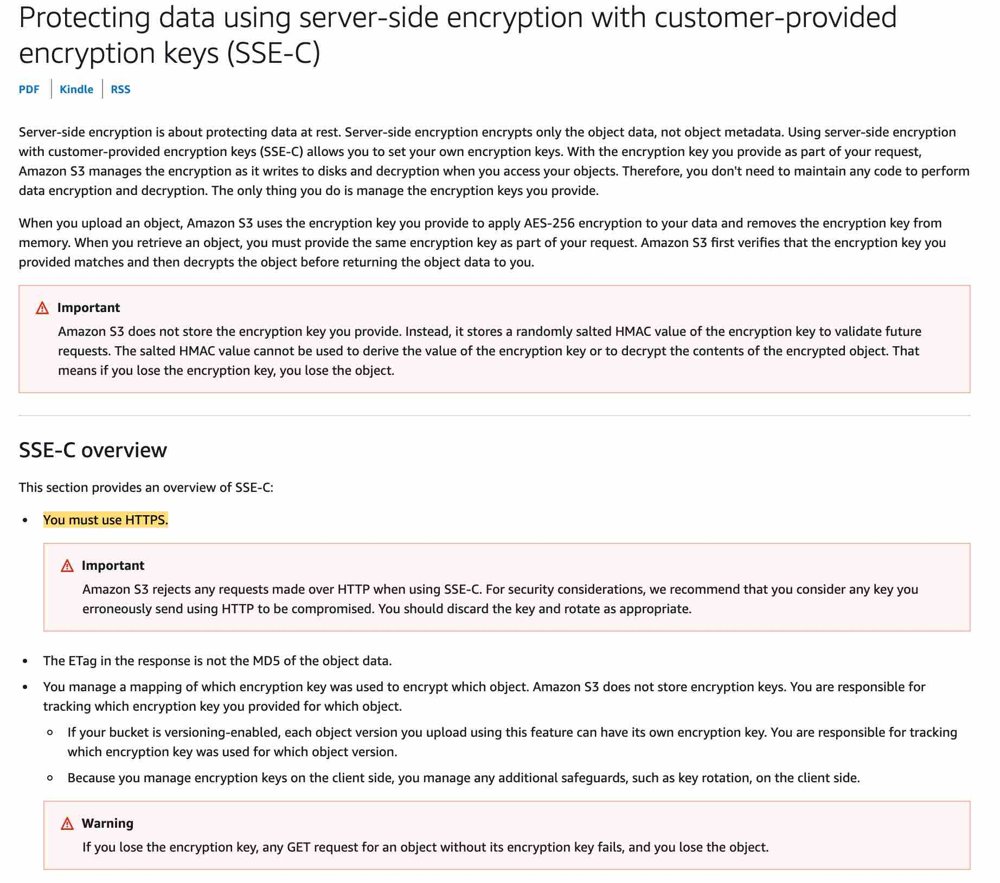 Protecting data using server-side encryption with customer-provided
encryption keys (SSE-C)
PDF | Kindle | RSS
Server-side encryption is about protecting data at rest. Server-side encryption encrypts only the object data, not object metadata. Using server-side encryption
with customer-provided encryption keys (SSE-C) allows you to set your own encryption keys. With the encryption key you provide as part of your request,
Amazon S3 manages the encryption as it writes to disks and decryption when you access your objects. Therefore, you don't need to maintain any code to perform
data encryption and decryption. The only thing you do is manage the encryption keys you provide.
When you upload an object, Amazon S3 uses the encryption key you provide to apply AES-256 encryption to your data and removes the encryption key from
memory. When you retrieve an object, you must provide the same encryption key as part of your request. Amazon S3 first verifies that the encryption key you
provided matches and then decrypts the object before returning the object data to you.
Important
Amazon S3 does not store the encryption key you provide. Instead, it stores a randomly salted HMAC value of the encryption key to validate future
requests. The salted HMAC value cannot be used to derive the value of the encryption key or to decrypt the contents of the encrypted object. That
means if you lose the encryption key, you lose the object.
SSE-C overview
This section provides an overview of SSE-C:
• You must use HTTPS.
Important
Amazon S3 rejects any requests made over HTTP when using SSE-C. For security considerations, we recommend that you consider any key you
erroneously send using HTTP to be compromised. You should discard the key and rotate as appropriate.
• The ETag in the response is not the MD5 of the object data.
• You manage a mapping of which encryption key was used to encrypt which object. Amazon S3 does not store encryption keys. You are responsible for
tracking which encryption key you provided for which object.
◦ If your bucket is versioning-enabled, each object version you upload using this feature can have its own encryption key. You are responsible for tracking
which encryption key was used for which object version.
◦ Because you manage encryption keys on the client side, you manage any additional safeguards, such as key rotation, on the client side.
Warning
If you lose the encryption key, any GET request for an object without its encryption key fails, and you lose the object.